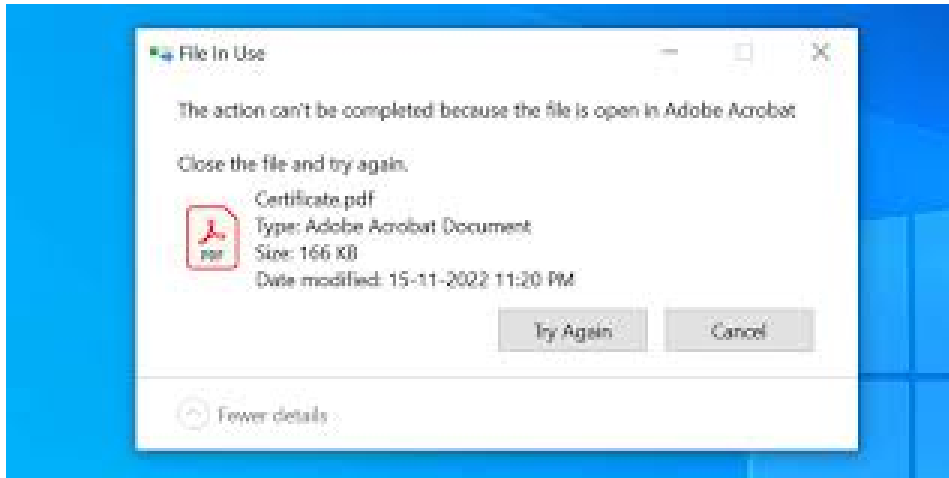 File In Use
The action can't be completed because the file is open in Adobe Acrobat
Close the file and try again.
Certificate.pdf
Type: Adobe Acrobat Document
Size: 166 KB
Date modified: 15-11-2022 11:20 PM
PDF
Try Again
Cancel
Fewer details